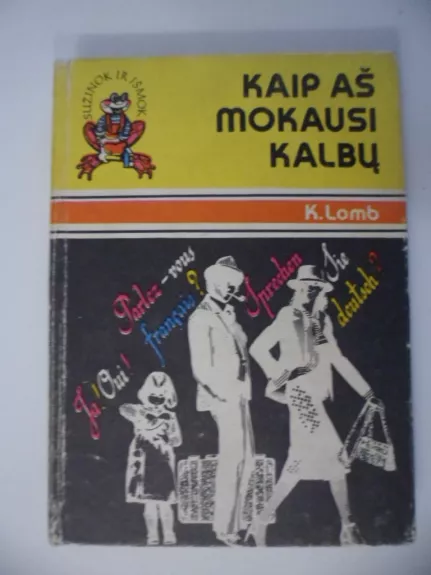 SUŽINOK IR IŠMOK
KAIP AŠ
MOKAUSI
KALBŲ
K. Lomb
Parlez-vous
français?
Sprechen Sie
deutsch?
Ja! Oui!